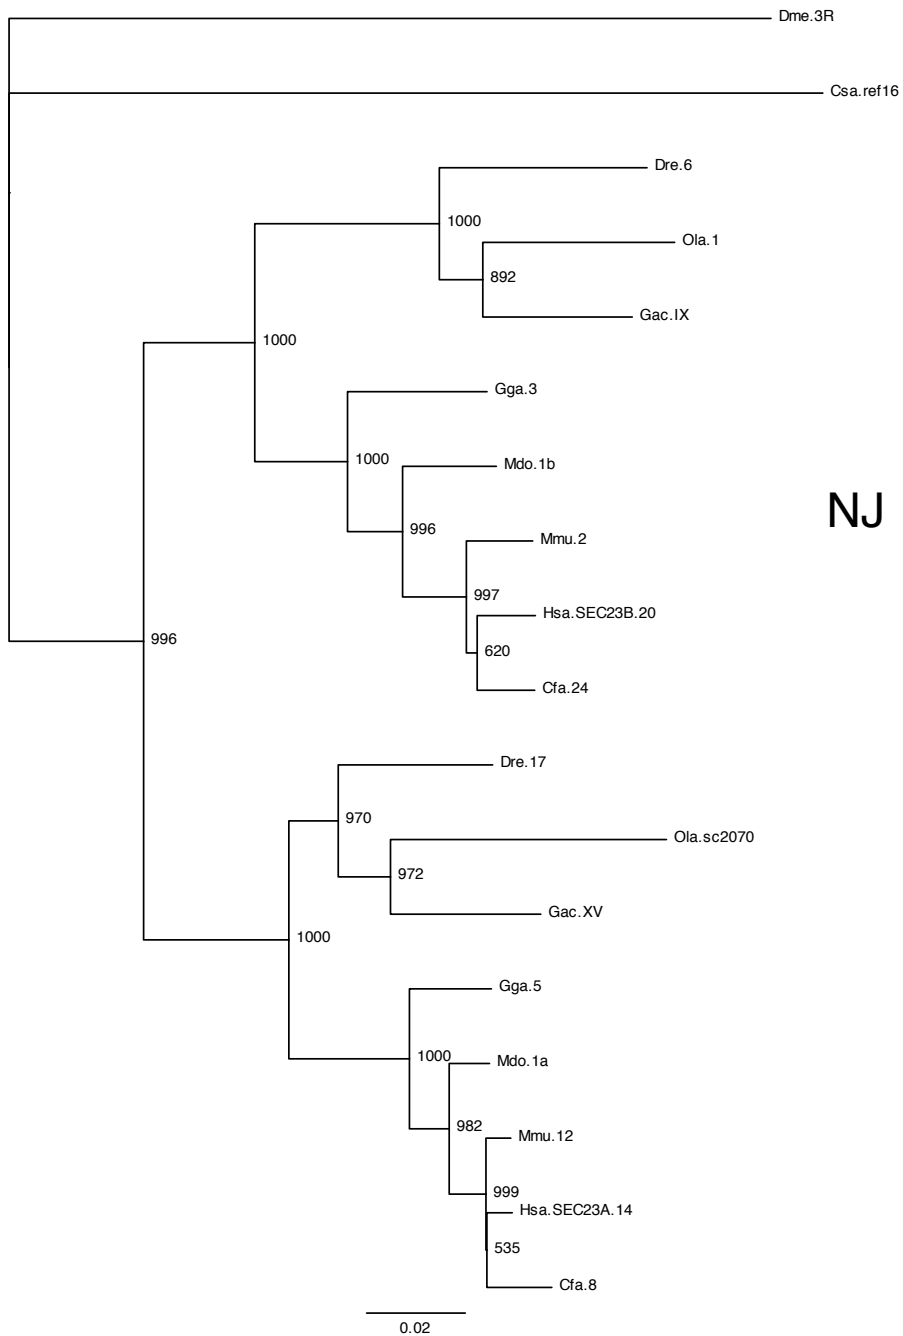 Dme.3R
Csa.ref16
Dre.6
1000
Ola.1
892
Gac.IX
1000
Gga.3
1000
Mdo.1b
NJ
996
Mmu.2
997
Hsa.SEC23B.20
996
620
Cfa.24
Dre.17
970
Ola.sc2070
972
Gac.XV
1000
Gga.5
1000
Mdo.1a
982
Mmu.12
999
Hsa.SEC23A.14
535
Cfa.8
0.02